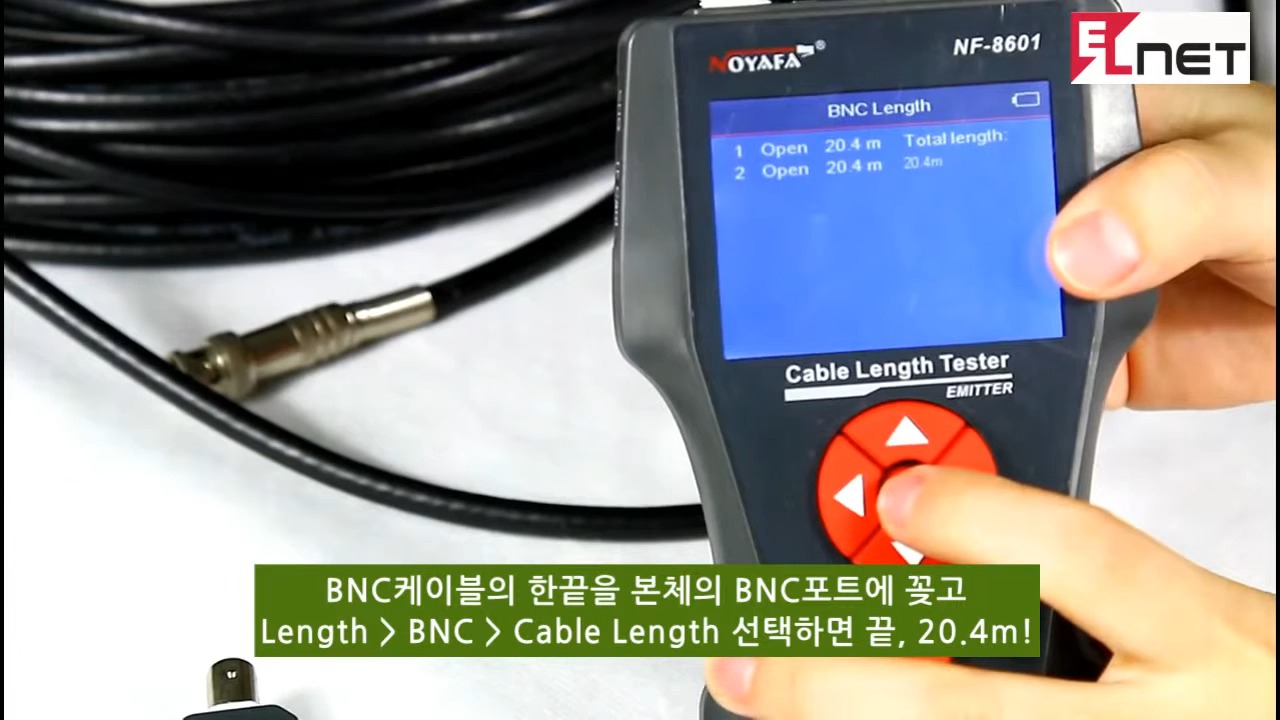 NOYAFA®
NF-8601
ELNET
BNC Length
1 Open 20.4 m Total length:
2 Open 20.4 m 20.4m
Cable Length Tester
EMITTER
BNC케이블의 한끝을 본체의 BNC포트에 꽂고
Length > BNC > Cable Length 선택하면 끝, 20.4m!